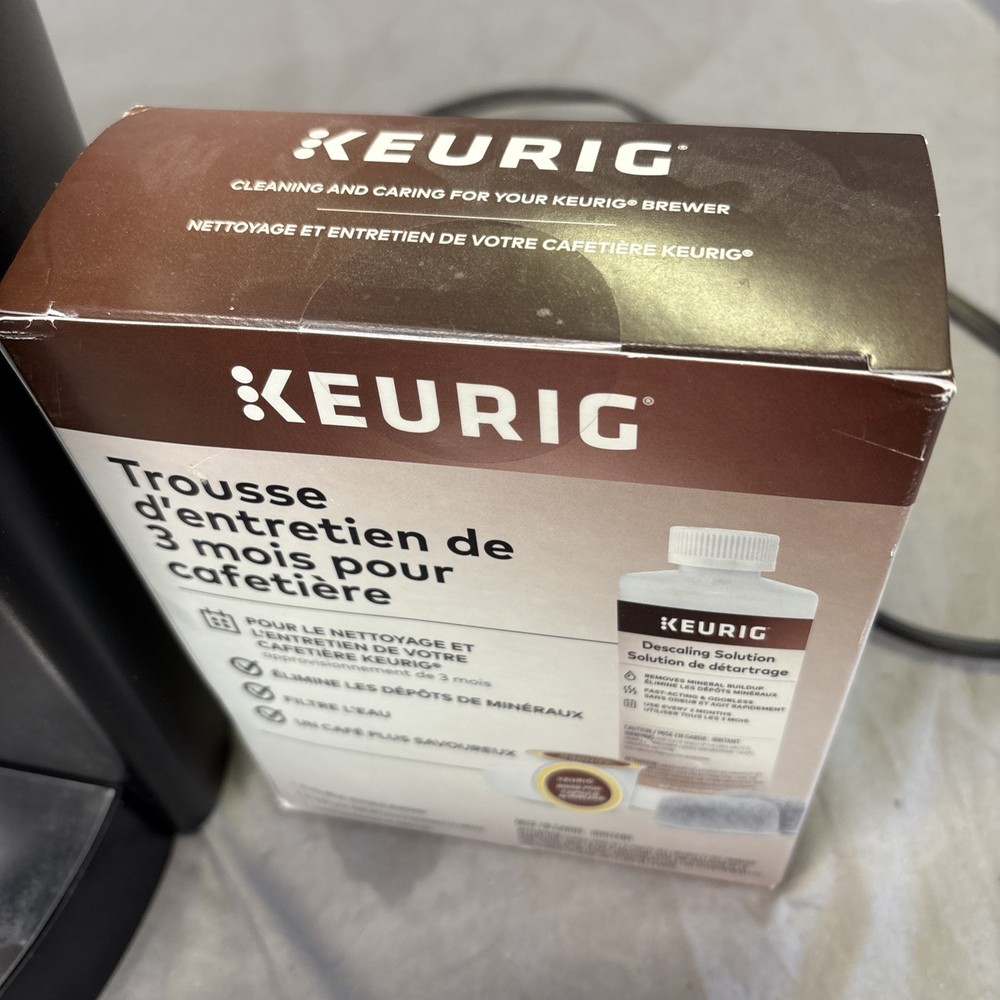 KEURIG®
CLEANING AND CARING FOR YOUR KEURIG® BREWER
NETTOYAGE ET ENTRETIEN DE VOTRE CAFETIÈRE KEURIG®
KEURIG®
Trousse
d'entretien de
3 mois pour
cafetière
POUR LE NETTOYAGE ET
L'ENTRETIEN DE VOTRE
CAFETIÈRE KEURIG®
approvisionnement de 3 mois
ÉLIMINE LES DÉPÔTS DE MINÉRAUX
FILTRE L'EAU
UN CAFÉ PLUS SAVOUREUX
KEURIG
Descaling Solution
Solution de détartrage
REMOVES MINERAL BUILDUP
ÉLIMINE LES DÉPÔTS MINÉRAUX
FAST-ACTING & ODORLESS
SANS ODEUR ET AGIT RAPIDEMENT
USE EVERY 3 MONTHS
UTILISER TOUS LES 3 MOIS
KEURIG